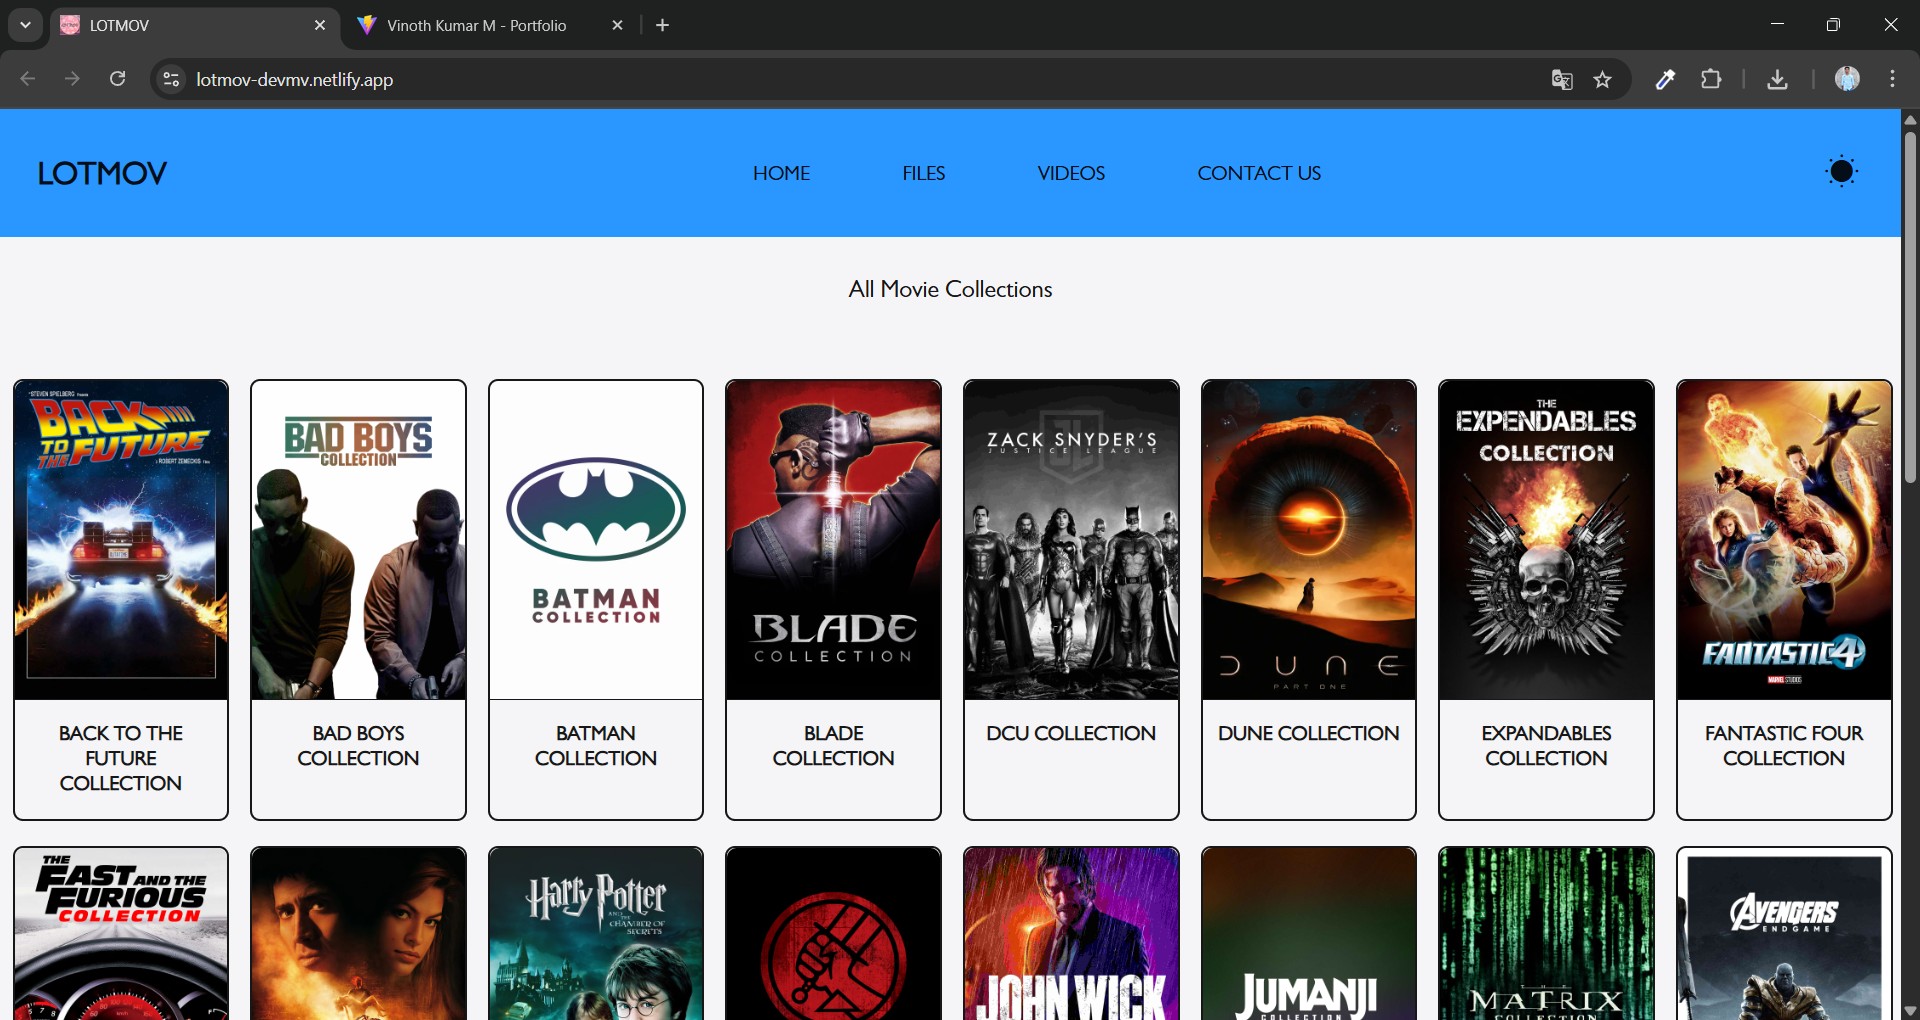 LOTMOV
Vinoth Kumar M - Portfolio
lotmov-devmv.netlify.app
LOTMOV
HOME
FILES
VIDEOS
CONTACT US
All Movie Collections
STEVEN SPIELBERG
BACK
TO
THE FUTURE
A ROBERT ZEMECKIS
BAD BOYS
COLLECTION
BATMAN
COLLECTION
BLADE
COLLECTION
ZACK SNYDER'S
JUSTICE LEAGUE
DUNE
PART ONE
THE
EXPENDABLES
COLLECTION
FANTASTIC 4
MARVEL STUDIOS
BACK TO THE
FUTURE
COLLECTION
BAD BOYS
COLLECTION
BATMAN
COLLECTION
BLADE
COLLECTION
DCU COLLECTION
DUNE COLLECTION
EXPANDABLES
COLLECTION
FANTASTIC FOUR
COLLECTION
THE
FAST AND THE
FURIOUS
COLLECTION
Harry Potter
AND THE
CHAMBER OF
SECRETS
JOHN WICK
JUMANJI
COLLECTION
THE
MATRIX
COLLECTION
AVENGERS
ENDGAME